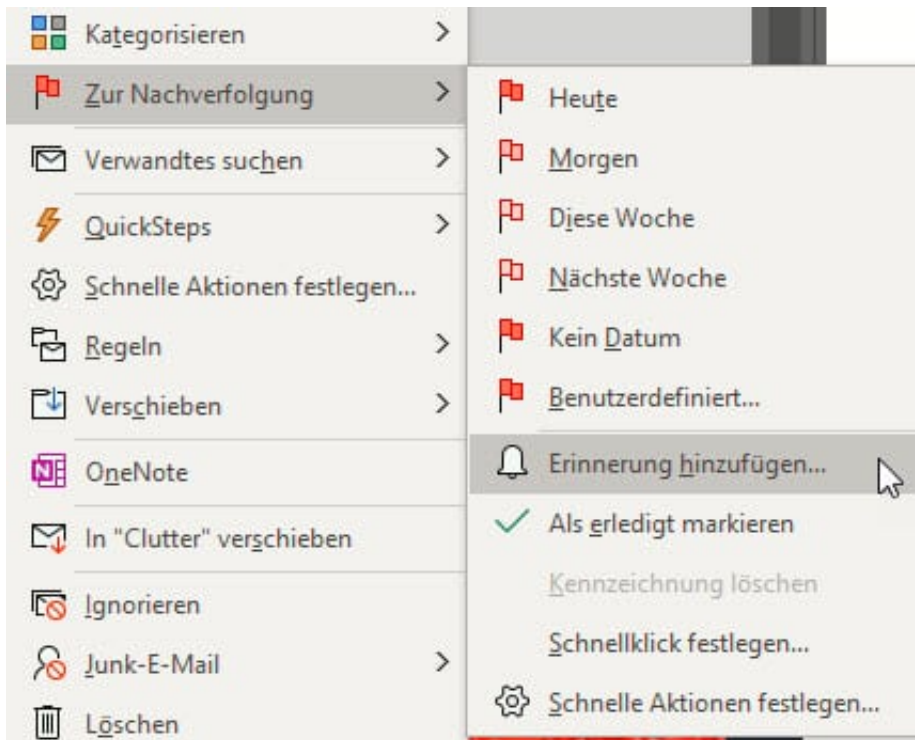 Kategorisieren
Zur Nachverfolgung
Verwandtes suchen
QuickSteps
Schnelle Aktionen festlegen...
Regeln
Verschieben
OneNote
In "Clutter" verschieben
Ignorieren
Junk-E-Mail
Löschen
Heute
Morgen
Diese Woche
Nächste Woche
Kein Datum
Benutzerdefiniert...
Erinnerung hinzufügen...
Als erledigt markieren
Kennzeichnung löschen
Schnellklick festlegen...
Schnelle Aktionen festlegen...